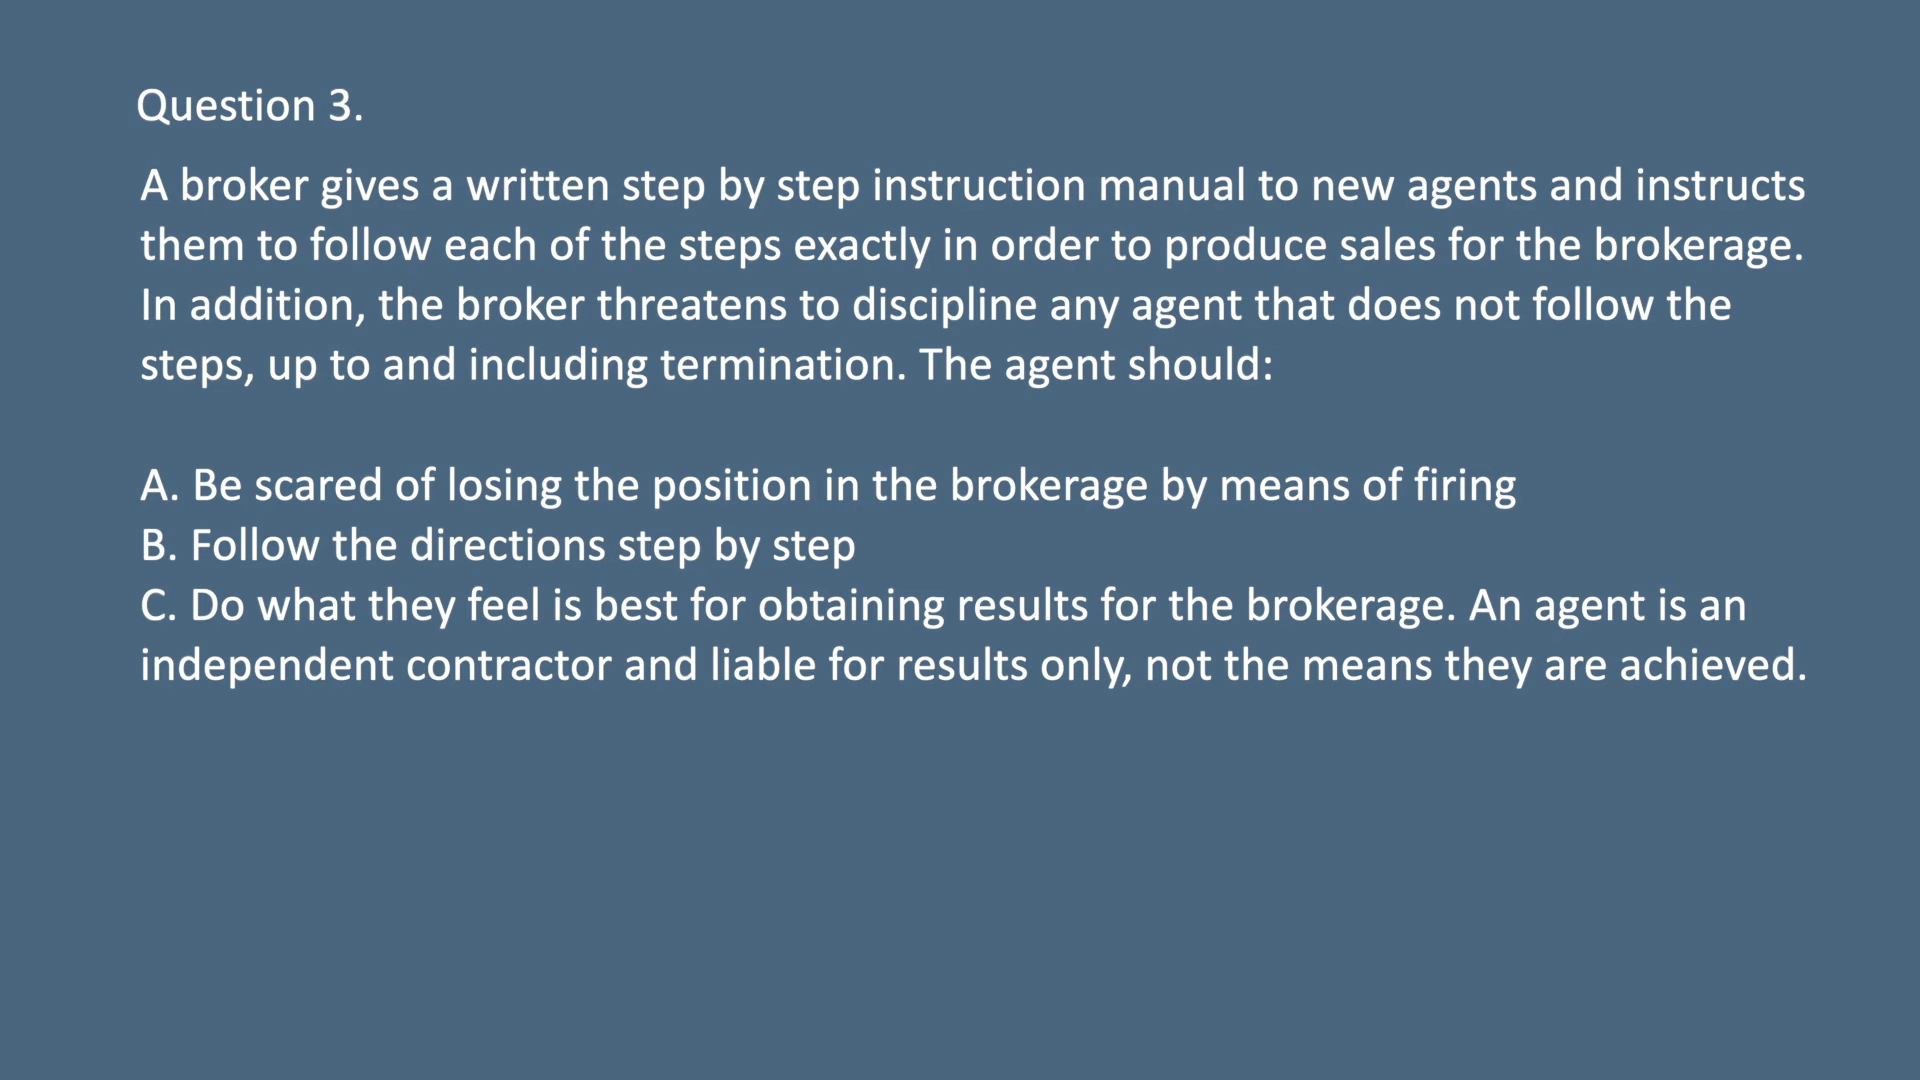 Question 3.
A broker gives a written step by step instruction manual to new agents and instructs
them to follow each of the steps exactly in order to produce sales for the brokerage.
In addition, the broker threatens to discipline any agent that does not follow the
steps, up to and including termination. The agent should:
A. Be scared of losing the position in the brokerage by means of firing
B. Follow the directions step by step
C. Do what they feel is best for obtaining results for the brokerage. An agent is an
independent contractor and liable for results only, not the means they are achieved.